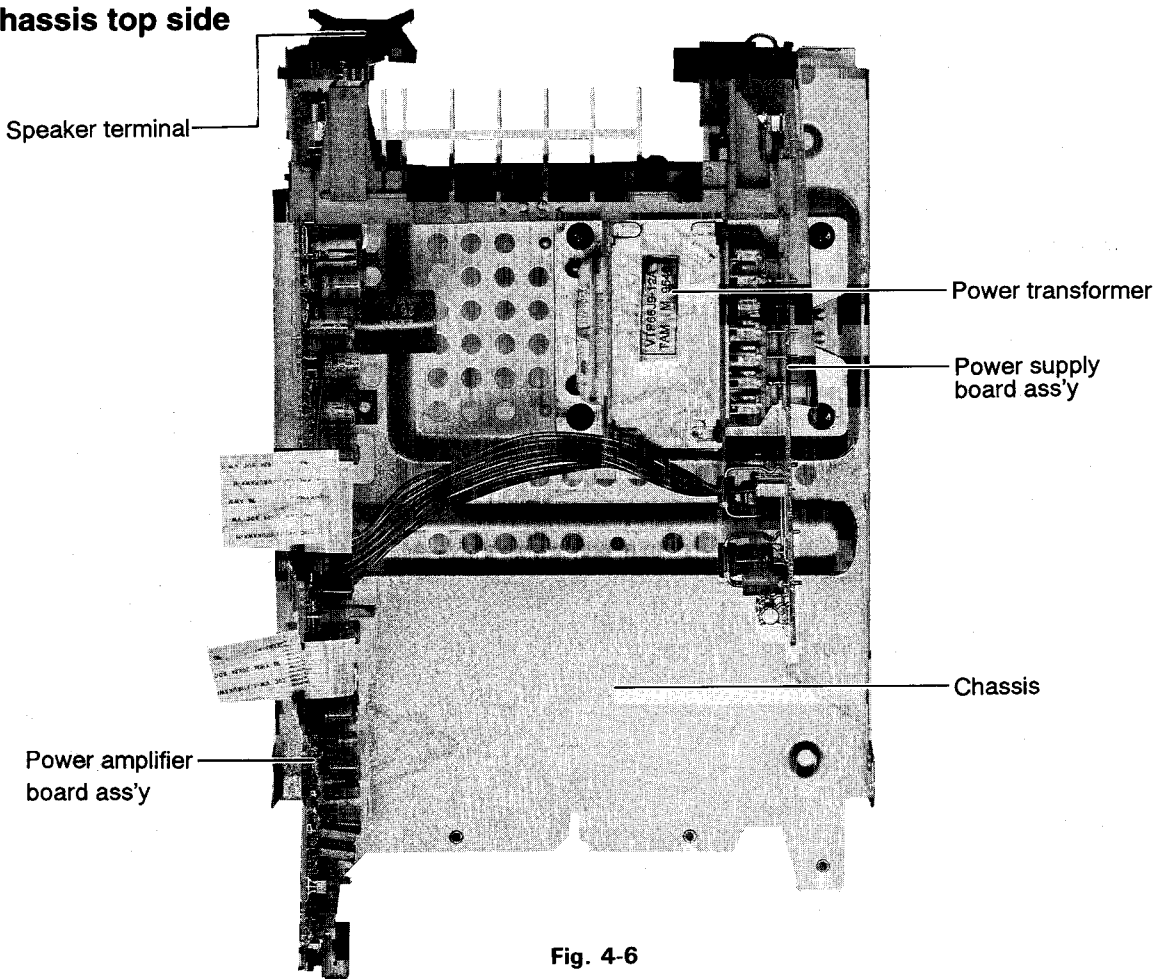 hassis top side
Speaker terminal
Power transformer
Power supply
board ass'y
Chassis
Power amplifier
board ass'y
Fig. 4-6